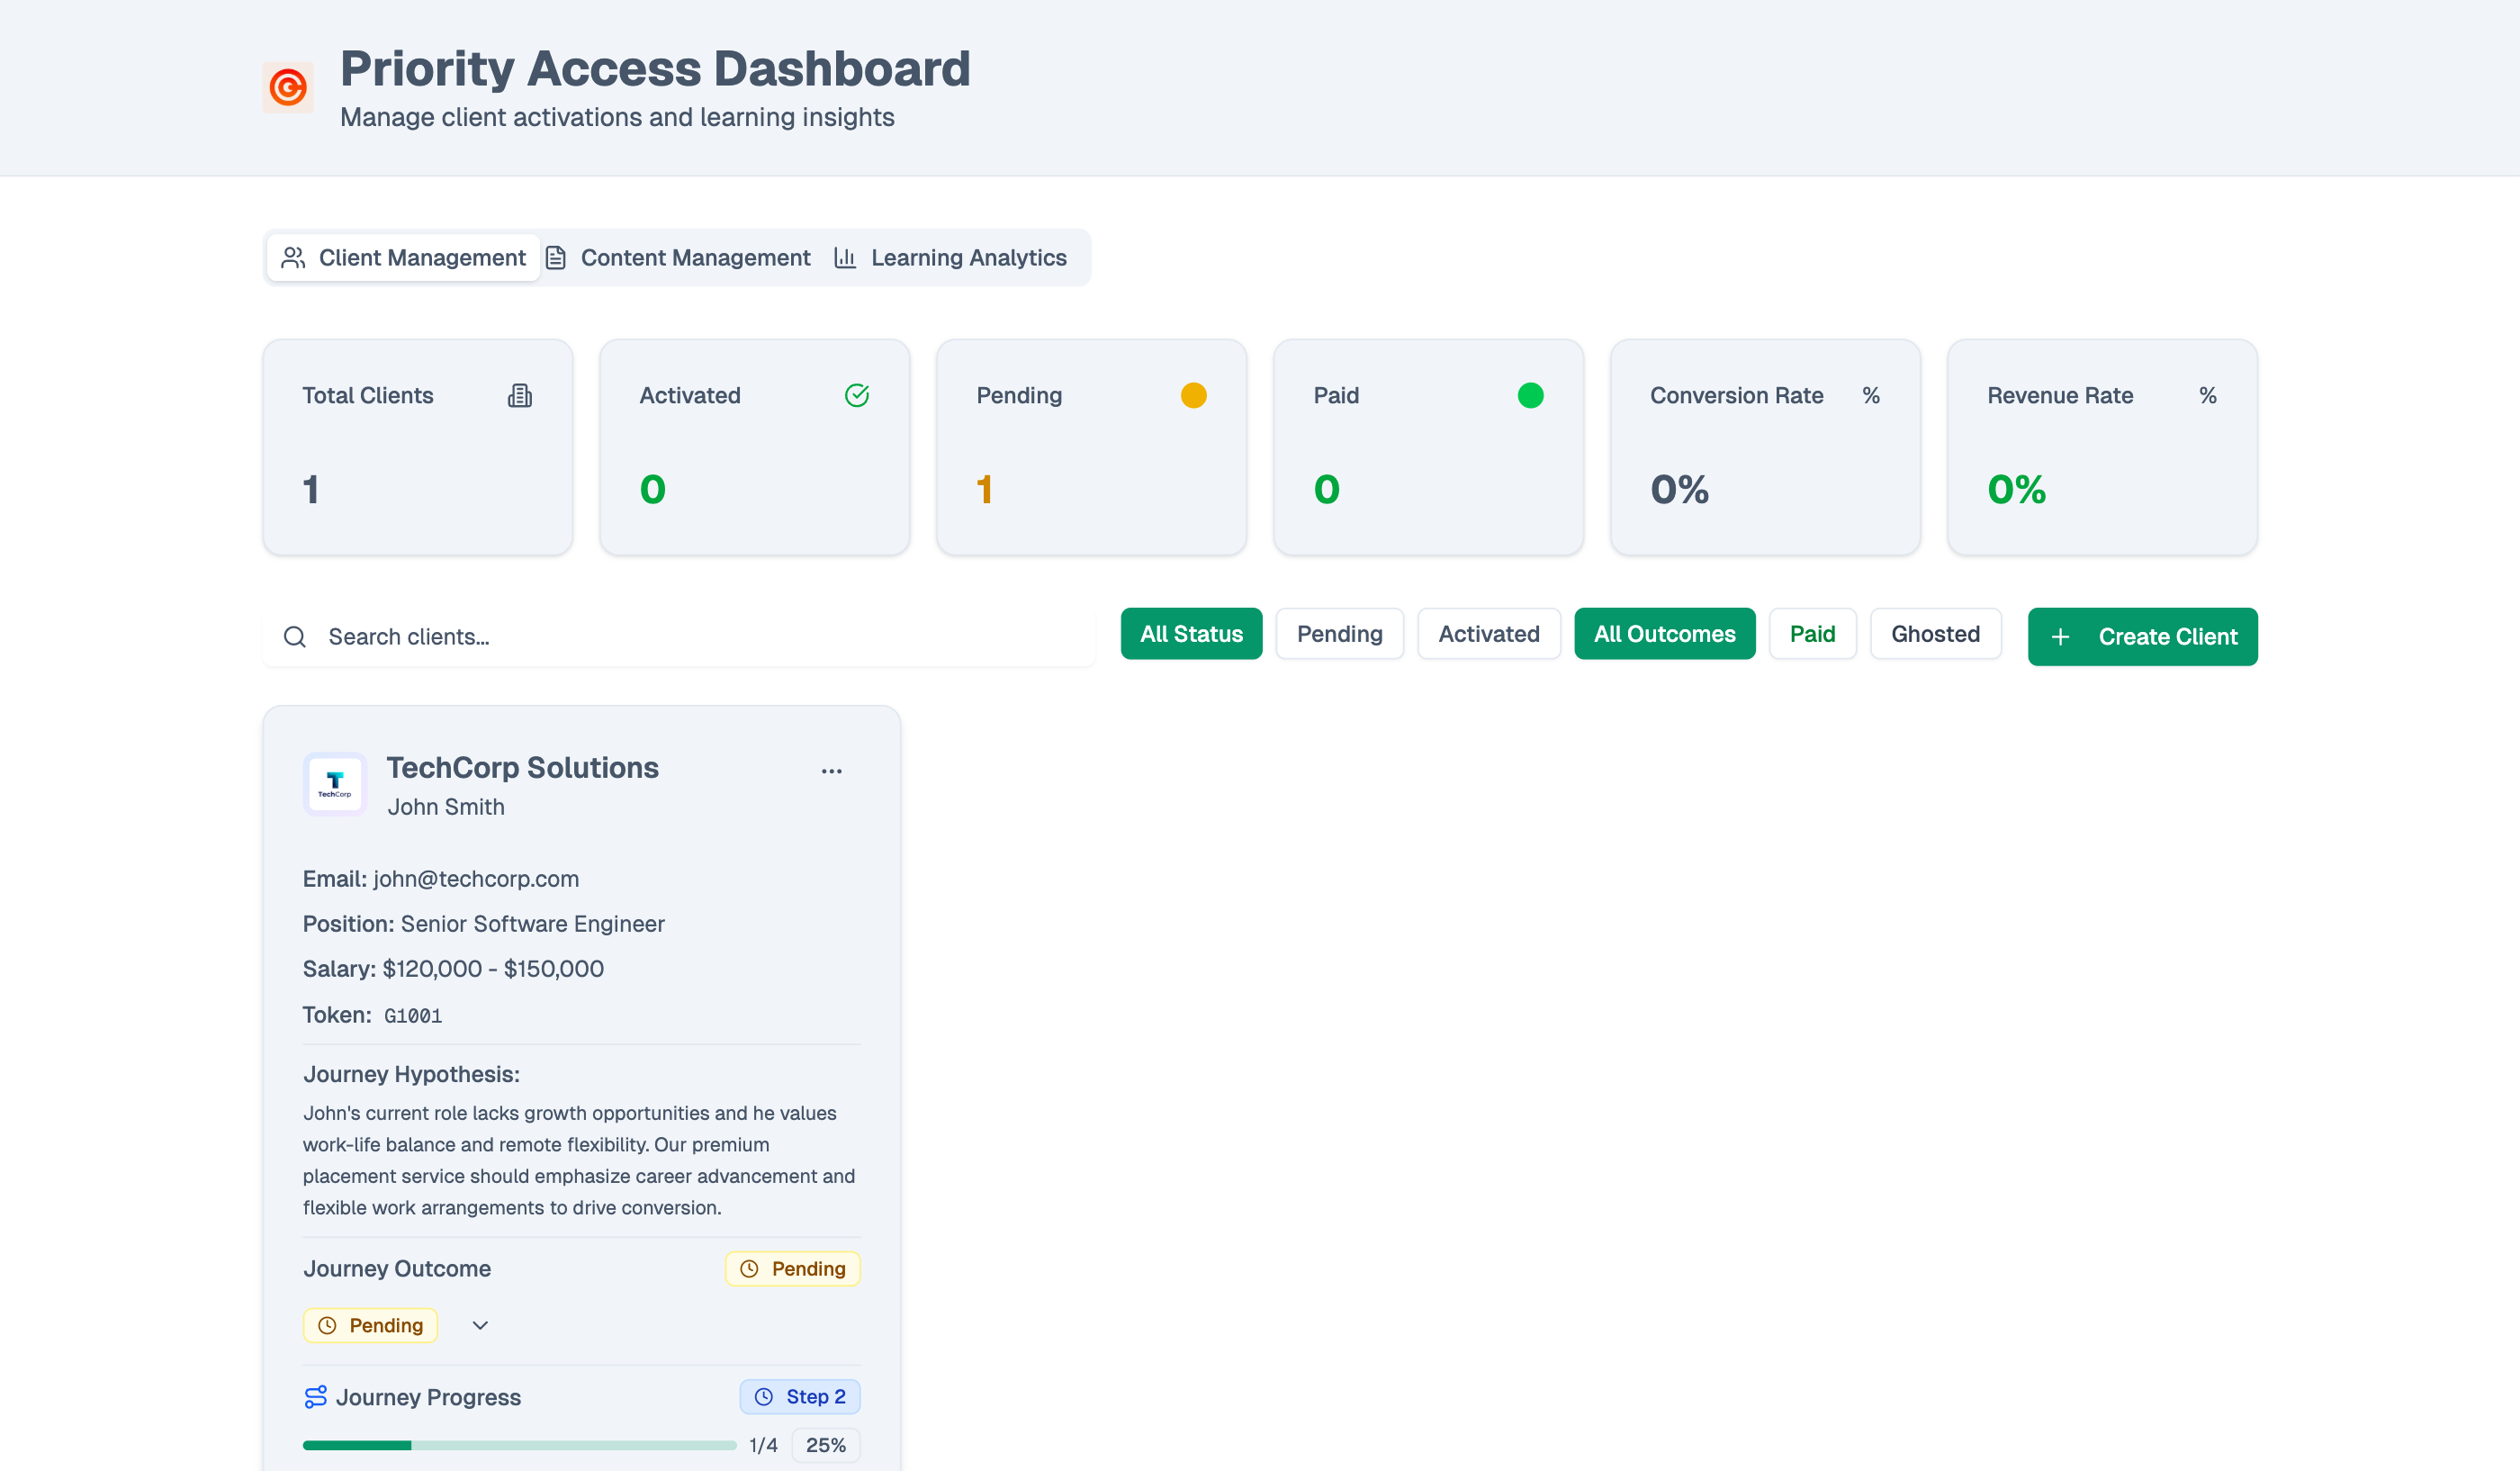 Priority Access Dashboard
Manage client activations and learning insights
Client Management
Content Management
Learning Analytics
Total Clients
1
Activated
0
Pending
1
Paid
0
Conversion Rate %
0%
Revenue Rate %
0%
Search clients...
All Status
Pending
Activated
All Outcomes
Paid
Ghosted
+ Create Client
T
TechCorp
TechCorp Solutions
...
John Smith
Email: john@techcorp.com
Position: Senior Software Engineer
Salary: $120,000 - $150,000
Token: G1001
Journey Hypothesis:
John's current role lacks growth opportunities and he values
work-life balance and remote flexibility. Our premium
placement service should emphasize career advancement and
flexible work arrangements to drive conversion.
Journey Outcome
Pending
Pending
Journey Progress
Step 2
1/4
25%